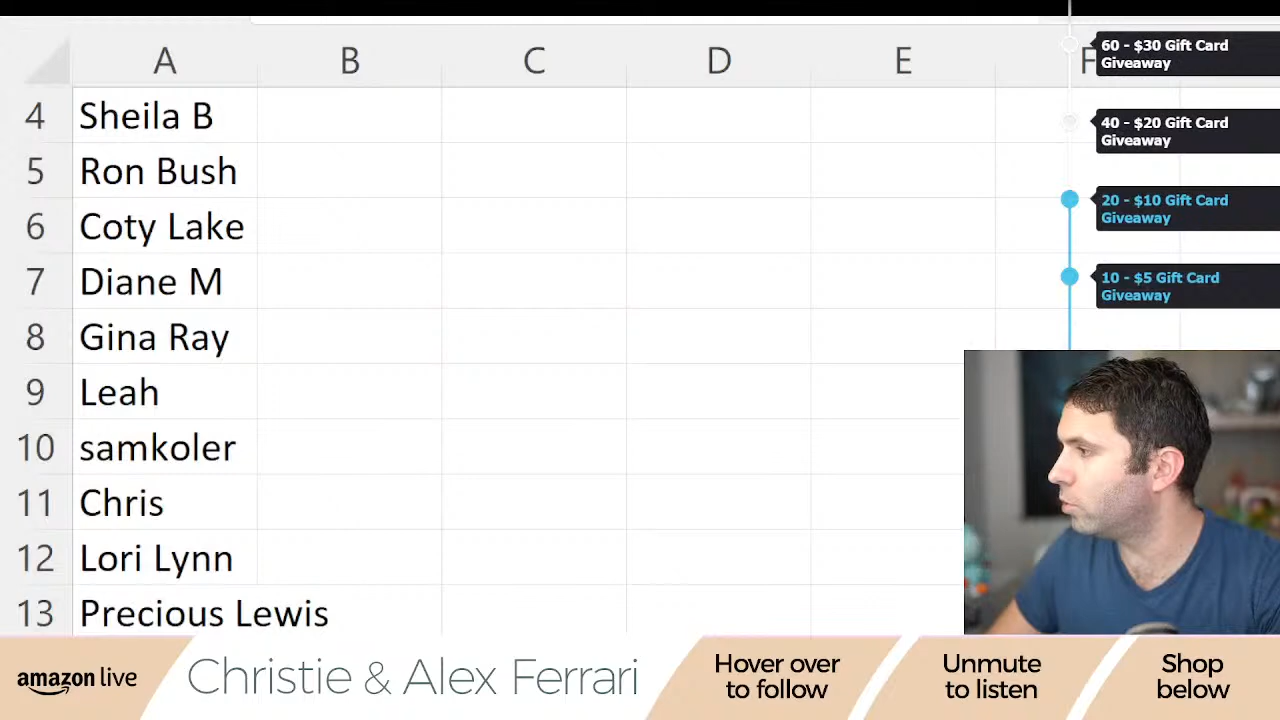 A B C D E F
4 Sheila B
5 Ron Bush
6 Coty Lake
7 Diane M
8 Gina Ray
9 Leah
10 samkoler
11 Chris
12 Lori Lynn
13 Precious Lewis
60 - $30 Gift Card
Giveaway
40 - $20 Gift Card
Giveaway
20 - $10 Gift Card
Giveaway
10 - $5 Gift Card
Giveaway
amazon live
Christie & Alex Ferrari
Hover over
to follow
Unmute
to listen
Shop
below